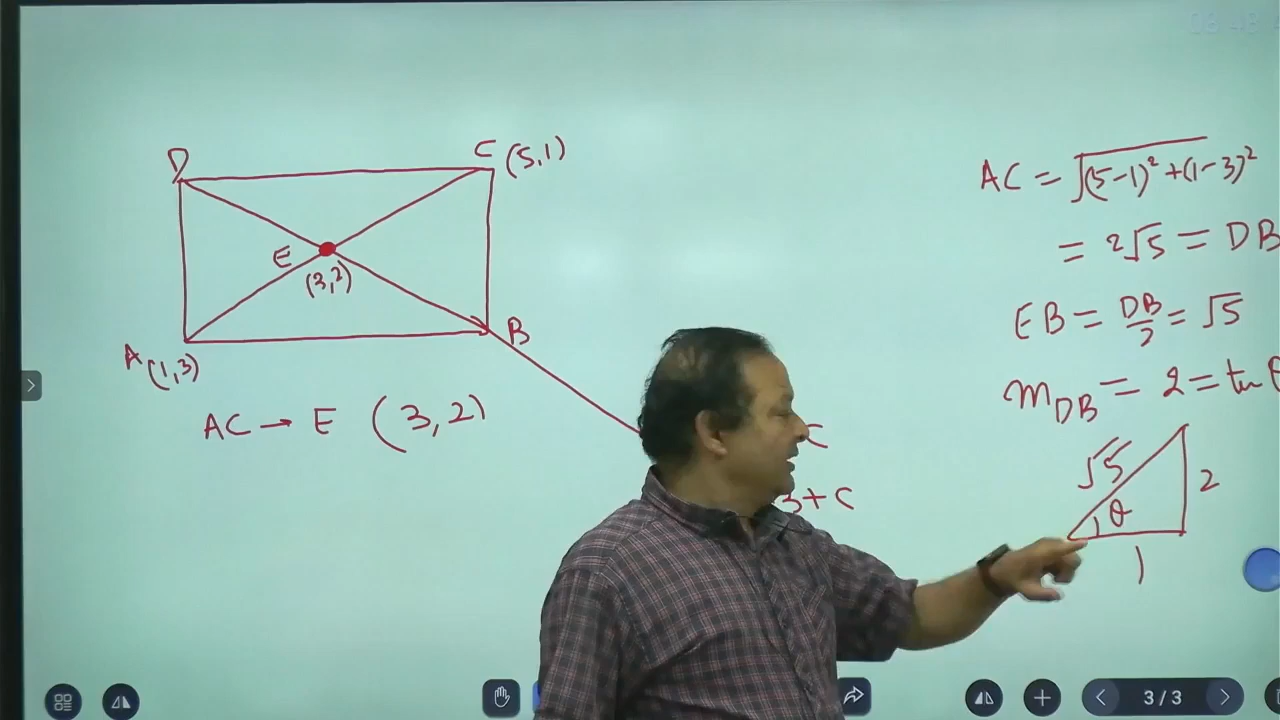 D
C (5,1)
E
(3,2)
B
A (1,3)
AC → E (3,2)
C
3+C
AC = √(5-1)²+(1-3)²
= 2√5 = DB
EB = DB/2 = √5
m_DB = 2 = tan θ
√5
θ
2
1
3/3